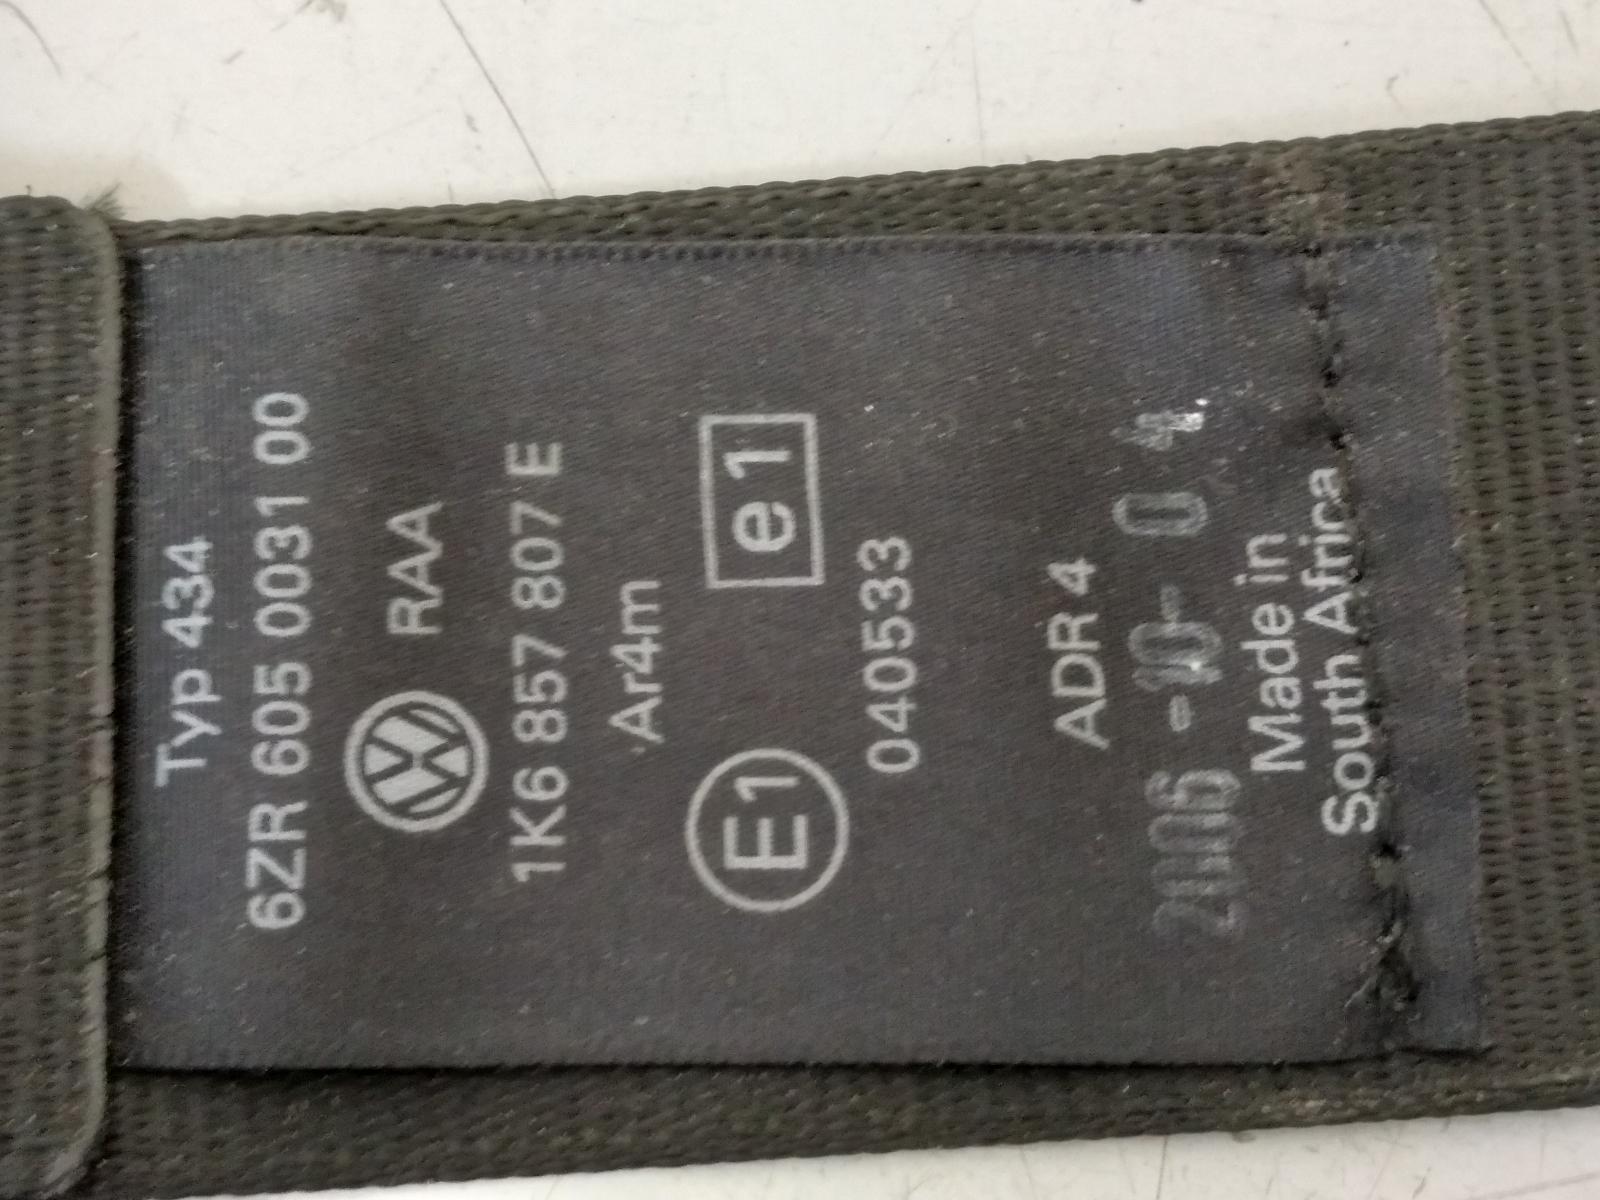 Typ 434
6ZR 605 0031 00
VW RAA
1K6 857 807 E
Ar4m
E1 e1
040533
ADR 4
2006-10-04
Made in
South Africa